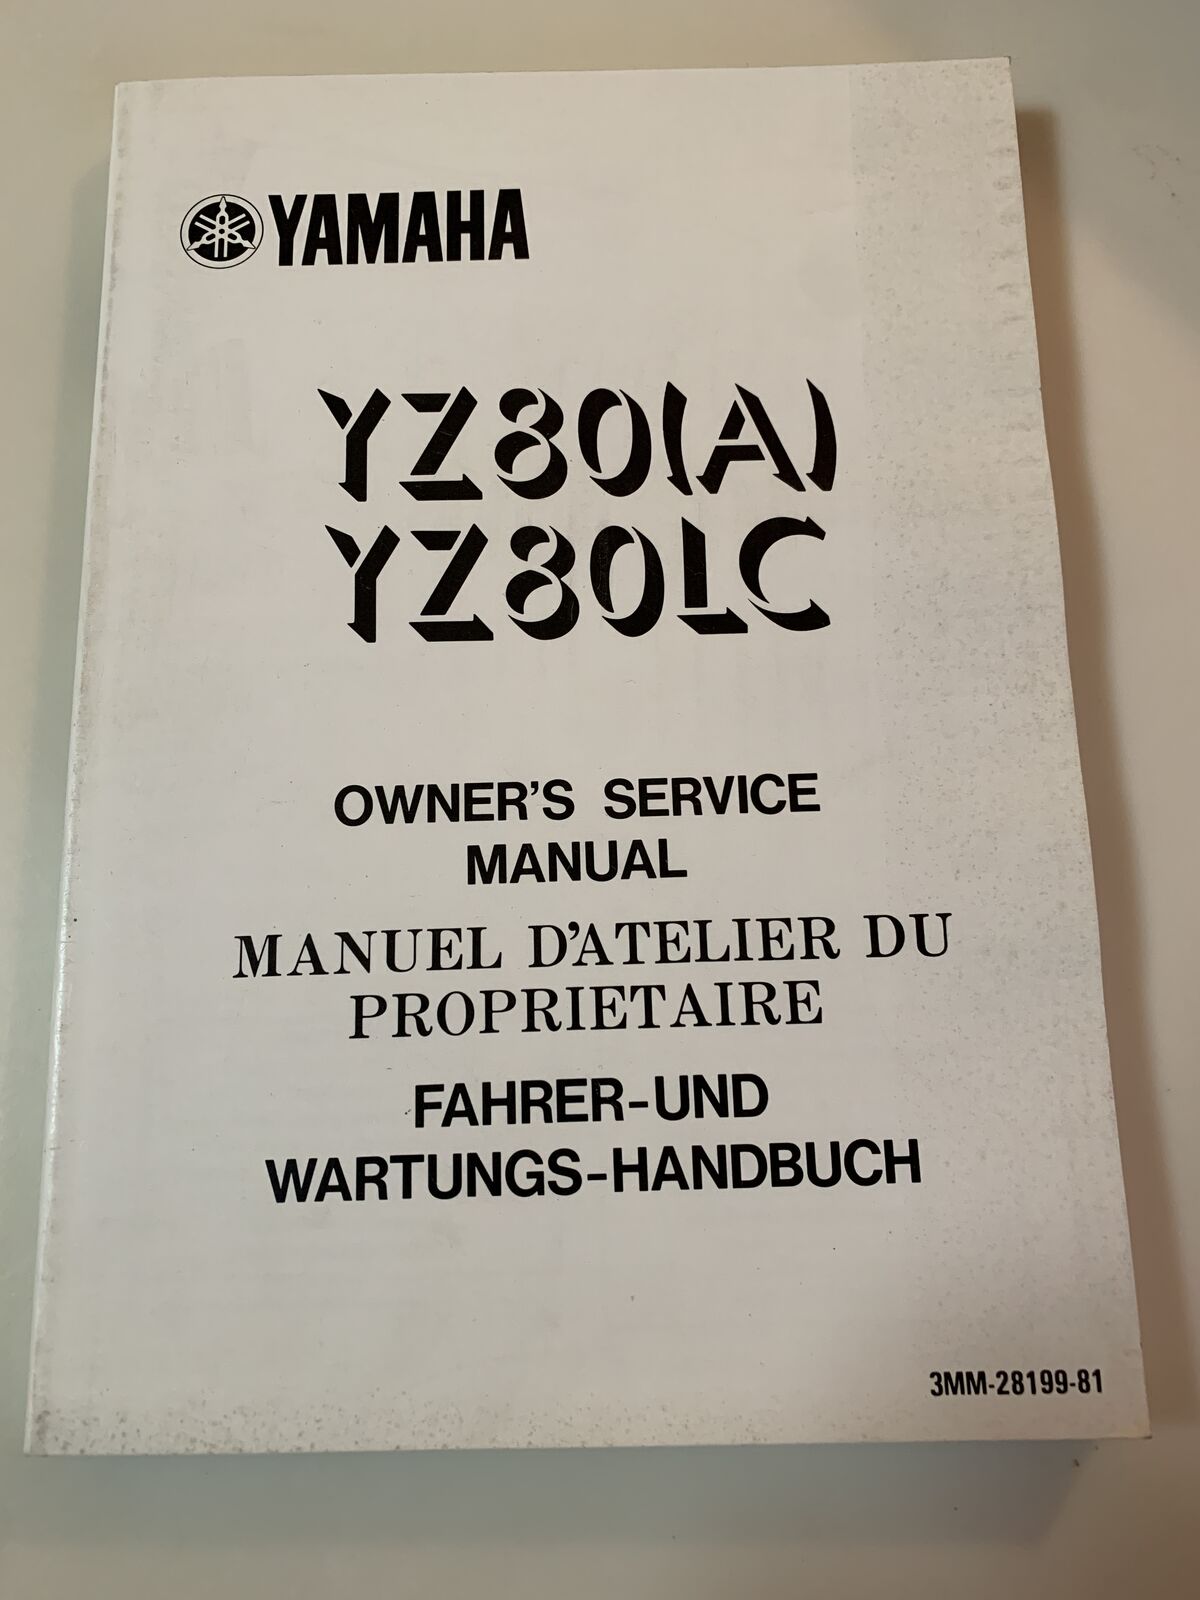 YAMAHA
YZ80(A)
YZ80LC
OWNER'S SERVICE
MANUAL
MANUEL D'ATELIER DU
PROPRIETAIRE
FAHRER-UND
WARTUNGS-HANDBUCH
3MM-28199-81